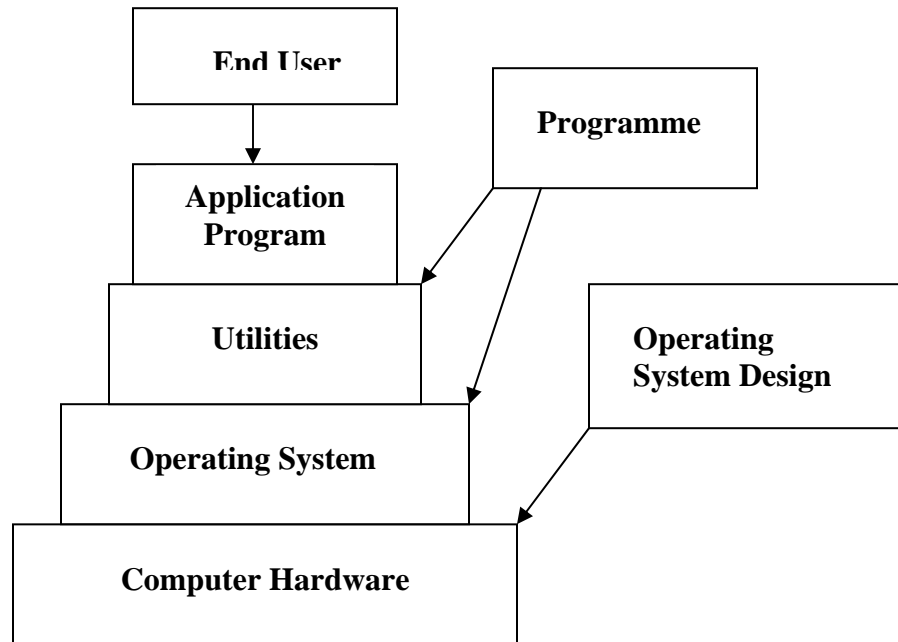 End User
Programme
Application
Program
Utilities
Operating
System Design
Operating System
Computer Hardware